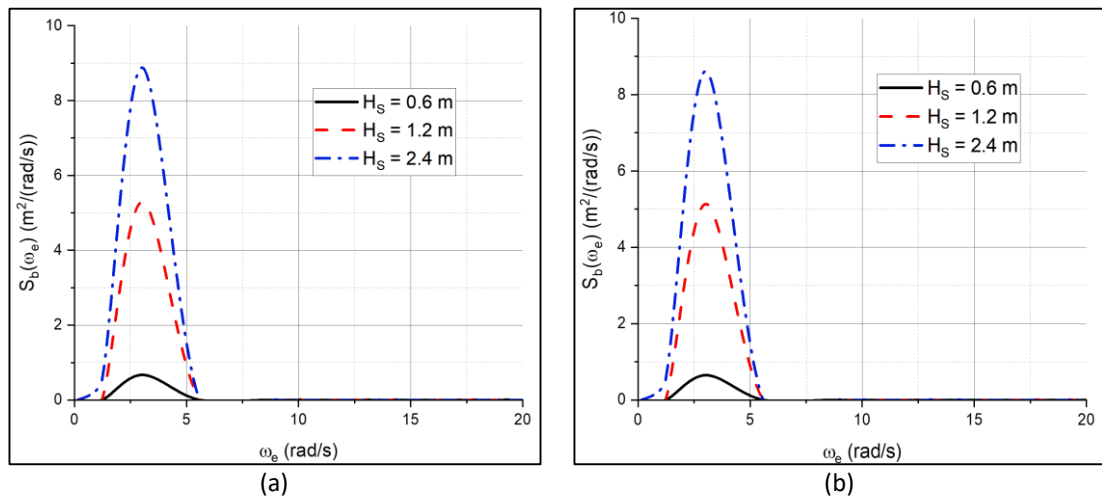 10
8
6
4
2
0
S_b(ω_e) (m²/(rad/s))
H_S = 0.6 m
H_S = 1.2 m
H_S = 2.4 m
0 5 10 15 20
ω_e (rad/s)
(a)
10
8
6
4
2
0
S_b(ω_e) (m²/(rad/s))
H_S = 0.6 m
H_S = 1.2 m
H_S = 2.4 m
0 5 10 15 20
ω_e (rad/s)
(b)